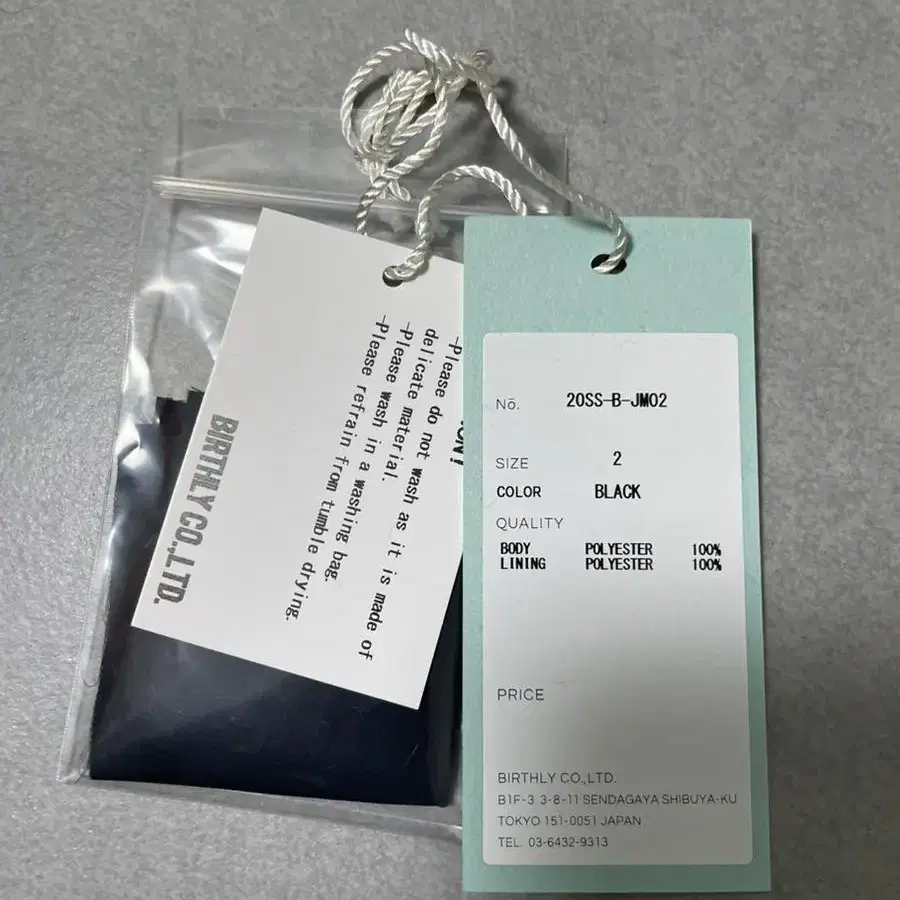 -Please do not wash as it is made of
delicate material.
-Please wash in a washing bag.
-Please refrain from tumble drying.
BIRTHLY CO.,LTD.
No. 20SS-B-JM02
SIZE 2
COLOR BLACK
QUALITY
BODY POLYESTER 100%
LINING POLYESTER 100%
PRICE
BIRTHLY CO.,LTD.
B1F-3 3-8-11 SENDAGAYA SHIBUYA-KU
TOKYO 151-0051 JAPAN
TEL. 03-6432-9313